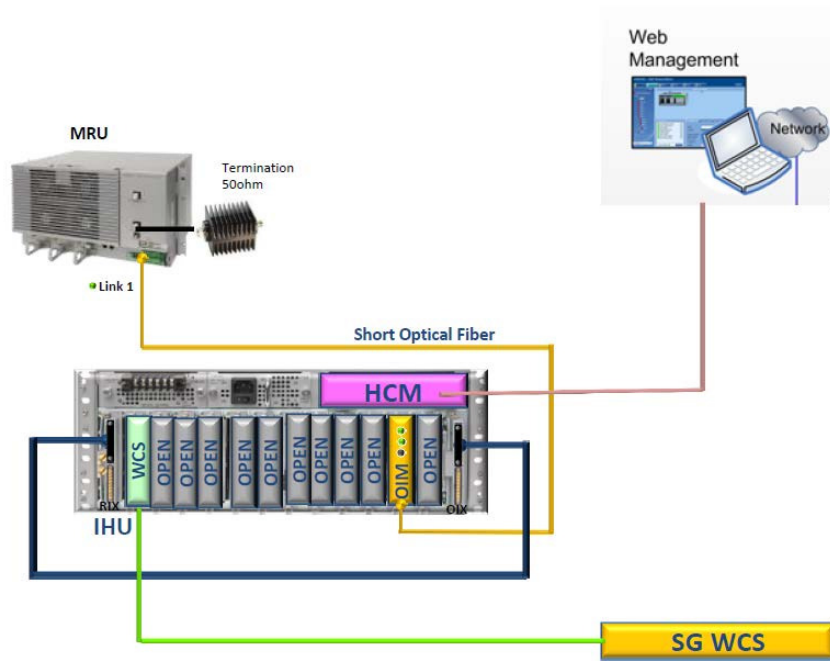 Web
Management
Network
MRU
Termination
50ohm
Link 1
Short Optical Fiber
HCM
WCS
OPEN
OPEN
OPEN
OPEN
OPEN
OPEN
OPEN
OPEN
OPEN
OIM
OPEN
RIX
OIX
IHU
SG WCS